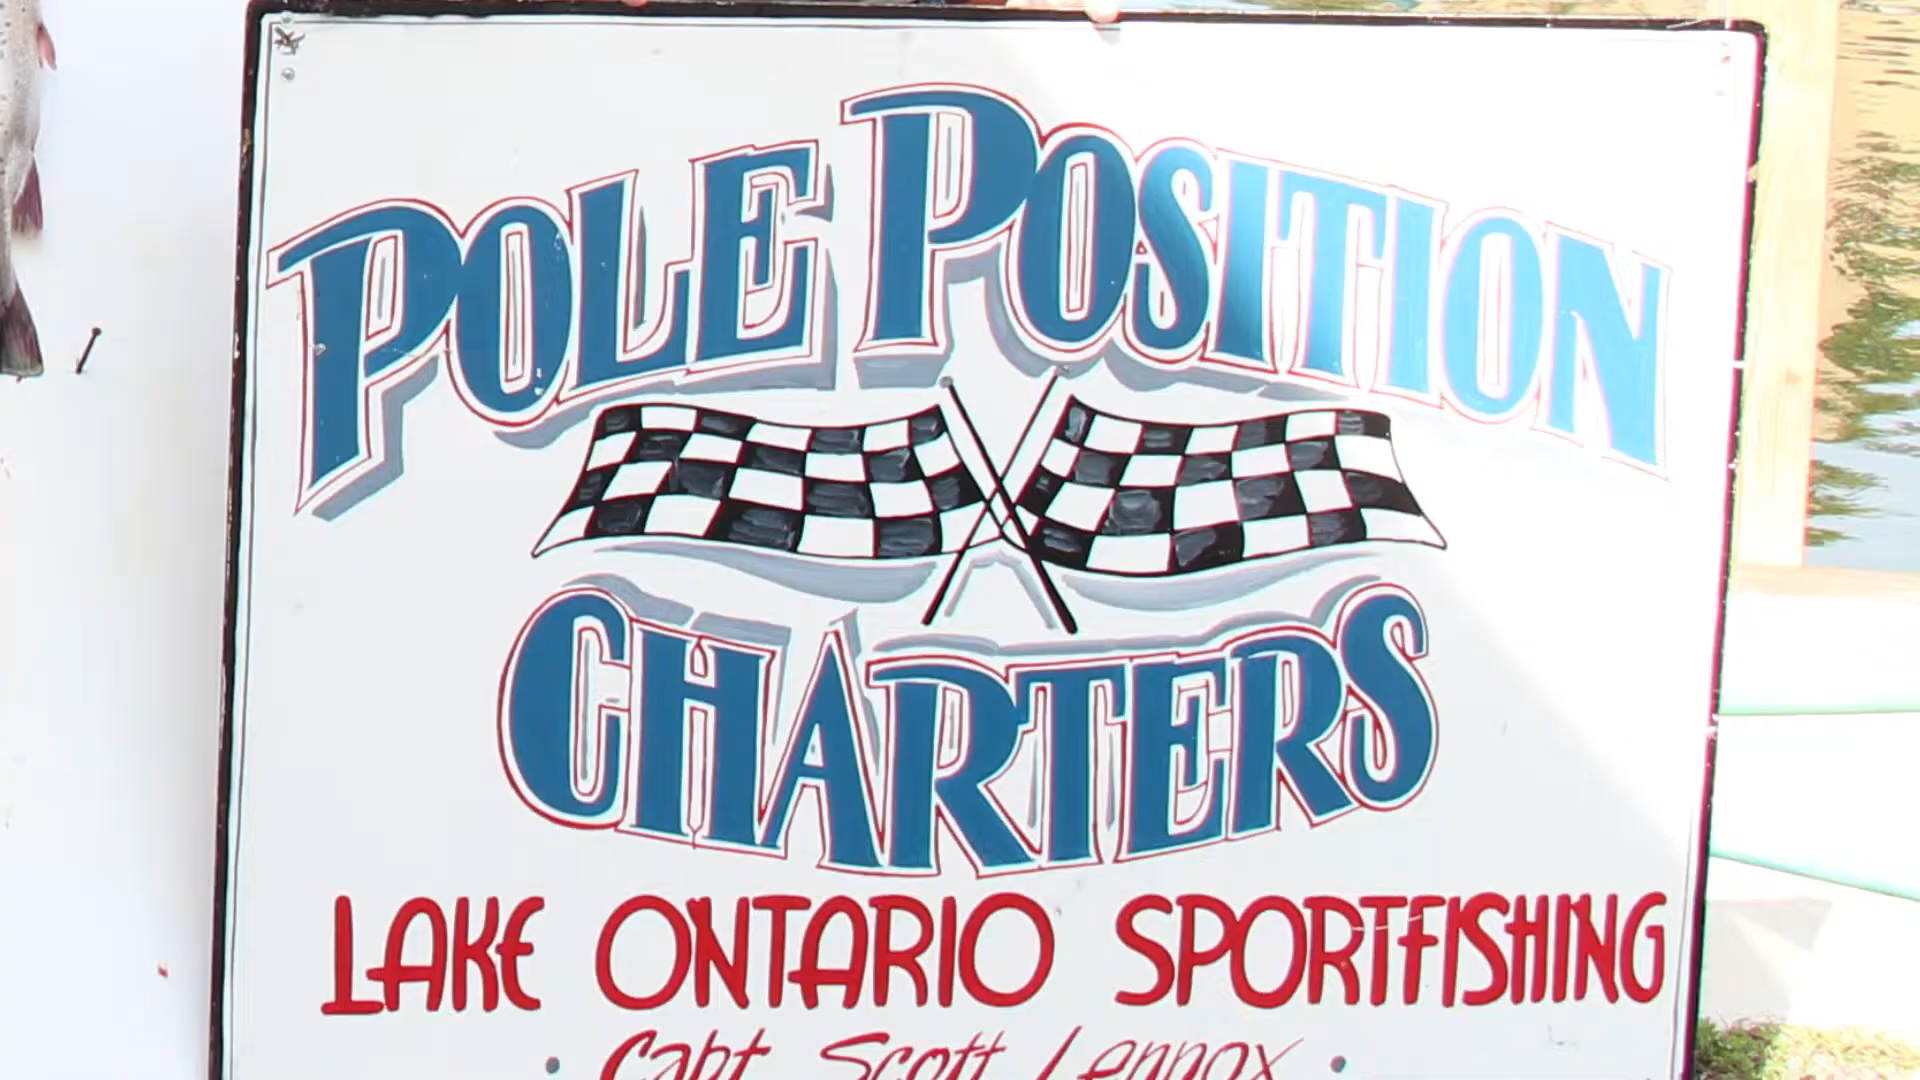 POLE POSITION
CHARTERS
LAKE ONTARIO SPORTFISHING
• Capt Scott Lennox •